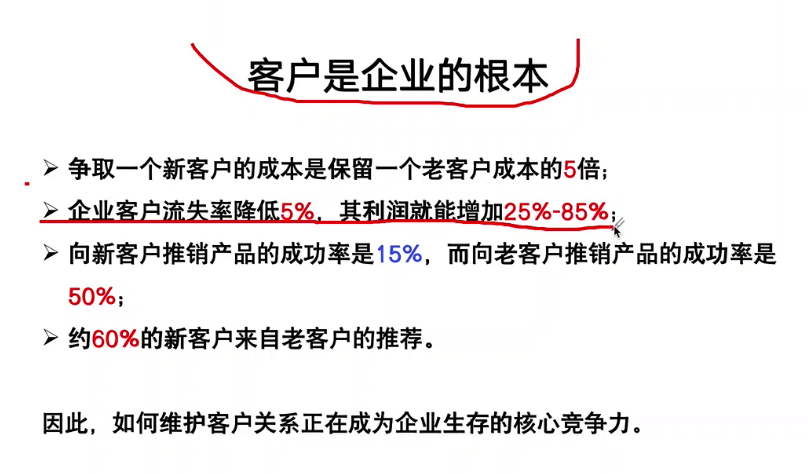 客户是企业的根本
➢ 争取一个新客户的成本是保留一个老客户成本的5倍；
➢ 企业客户流失率降低5%，其利润就能增加25%-85%；
➢ 向新客户推销产品的成功率是15%，而向老客户推销产品的成功率是
50%；
➢ 约60%的新客户来自老客户的推荐。
因此，如何维护客户关系正在成为企业生存的核心竞争力。